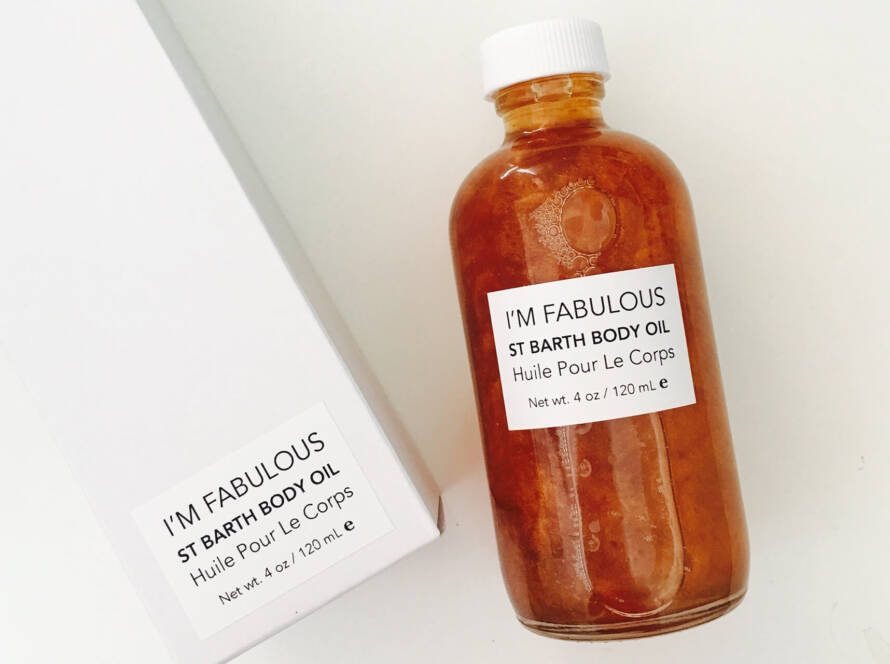 I'M FABULOUS
ST BARTH BODY OIL
Huile Pour Le Corps
Net wt. 4 oz / 120 mL e
I'M FABULOUS
ST BARTH BODY OIL
Huile Pour Le Corps
Net wt. 4 oz / 120 mL e